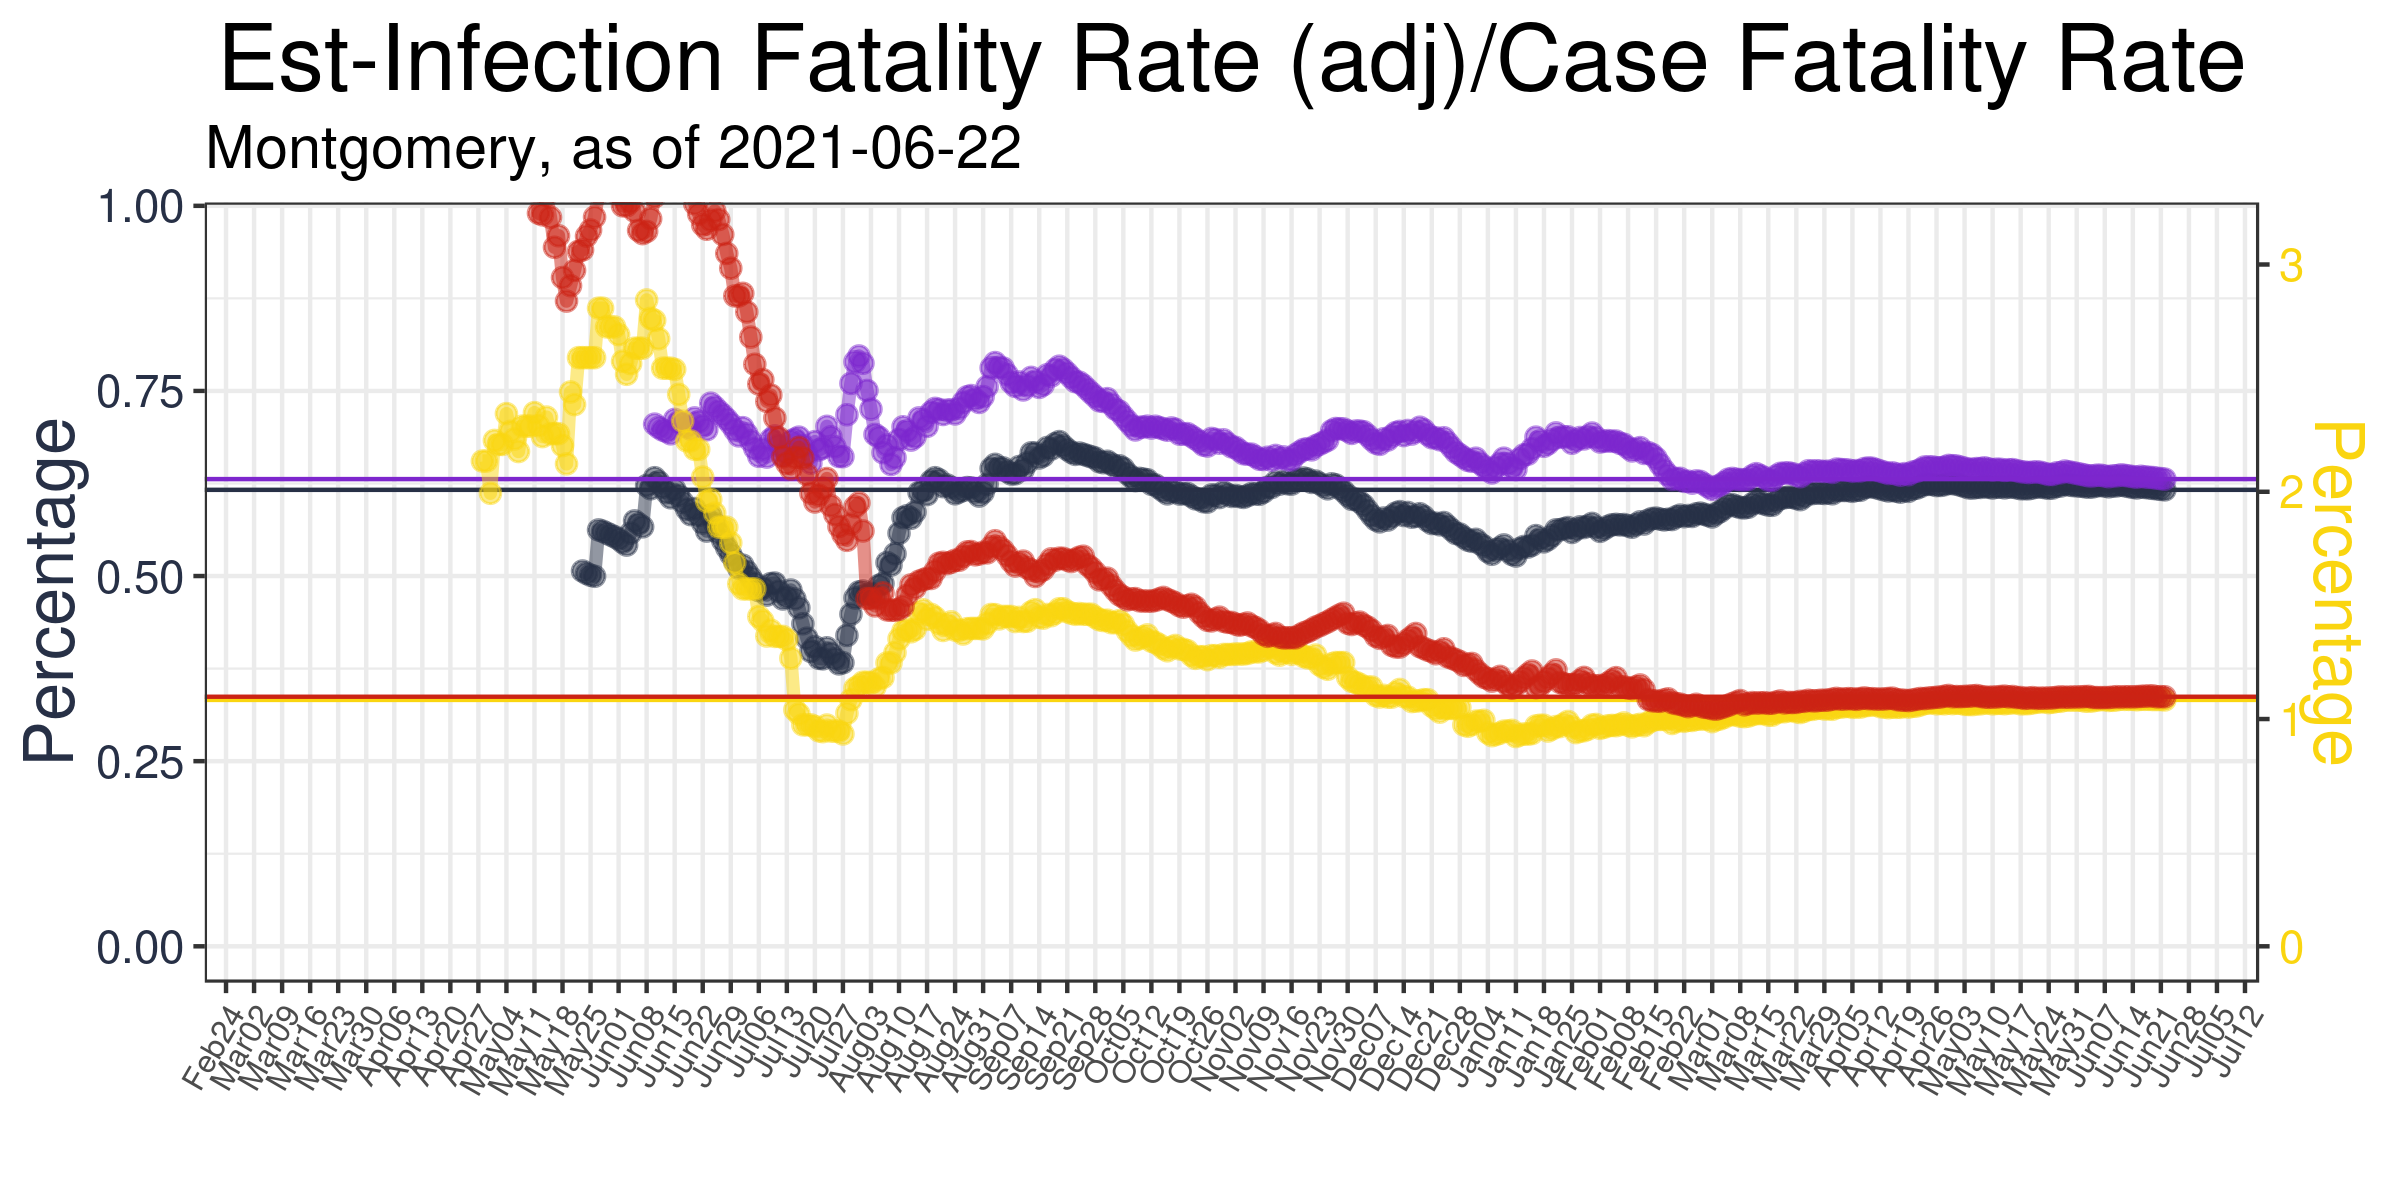 Est-Infection Fatality Rate (adj)/Case Fatality Rate
Montgomery, as of 2021-06-22
Percentage
1.00
0.75
0.50
0.25
0.00
3
2
1
0
Percentage
Feb24
Mar02
Mar09
Mar16
Mar23
Mar30
Apr06
Apr13
Apr20
Apr27
May04
May11
May18
May25
Jun01
Jun08
Jun15
Jun22
Jun29
Jul06
Jul13
Jul20
Jul27
Aug03
Aug10
Aug17
Aug24
Aug31
Sep07
Sep14
Sep21
Sep28
Oct05
Oct12
Oct19
Oct26
Nov02
Nov09
Nov16
Nov23
Nov30
Dec07
Dec14
Dec21
Dec28
Jan04
Jan11
Jan18
Jan25
Feb01
Feb08
Feb15
Feb22
Mar01
Mar08
Mar15
Mar22
Mar29
Apr05
Apr12
Apr19
Apr26
May03
May10
May17
May24
May31
Jun07
Jun14
Jun21
Jun28
Jul05
Jul12